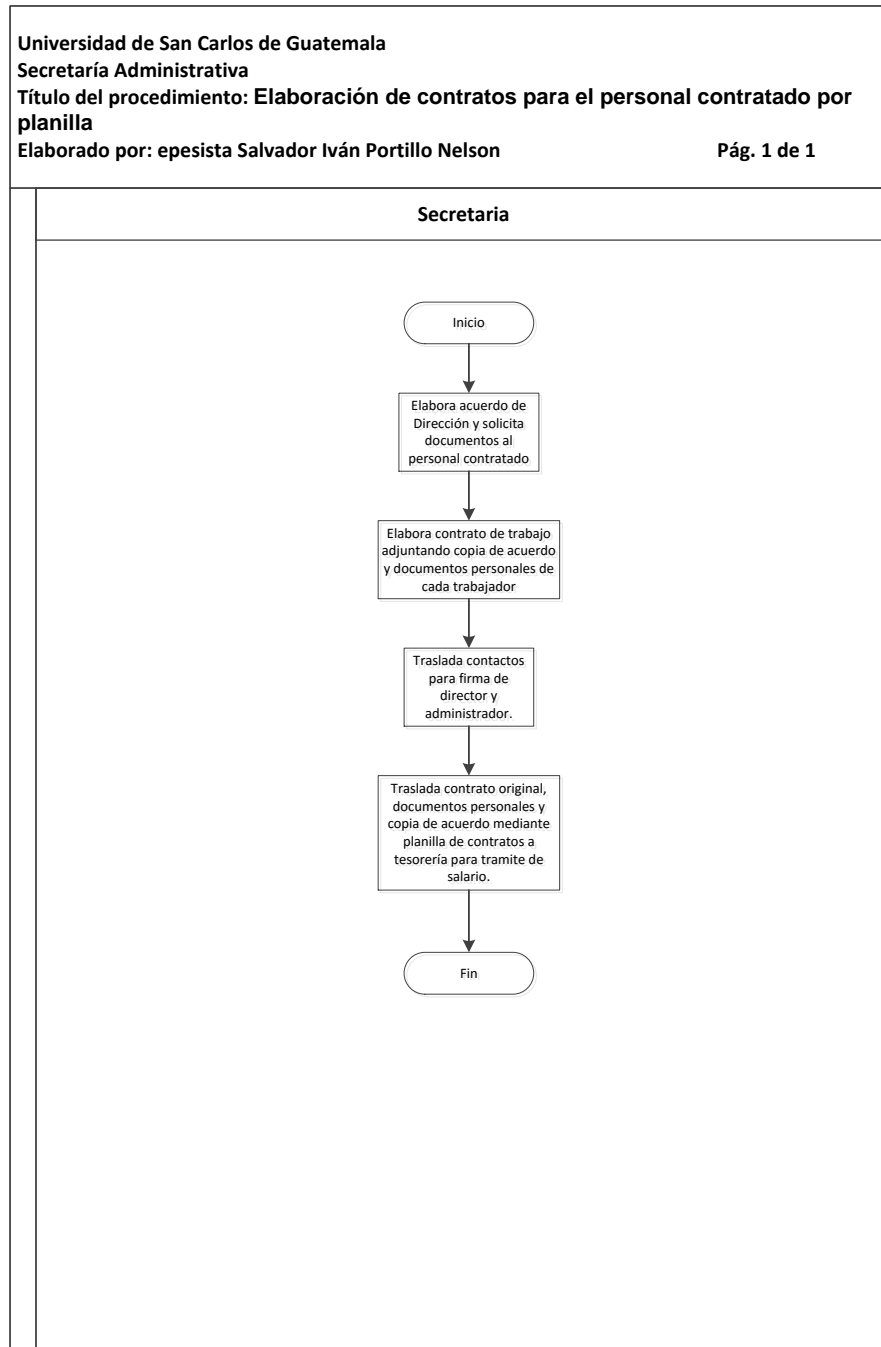 Universidad de San Carlos de Guatemala
Secretaría Administrativa
Título del procedimiento: Elaboración de contratos para el personal contratado por
planilla
Elaborado por: epesista Salvador Iván Portillo Nelson Pág. 1 de 1
Secretaria
Inicio
Elabora acuerdo de
Dirección y solicita
documentos al
personal contratado
Elabora contrato de trabajo
adjuntando copia de acuerdo
y documentos personales de
cada trabajador
Traslada contactos
para firma de
director y
administrador.
Traslada contrato original,
documentos personales y
copia de acuerdo mediante
planilla de contratos a
tesorería para tramite de
salario.
Fin